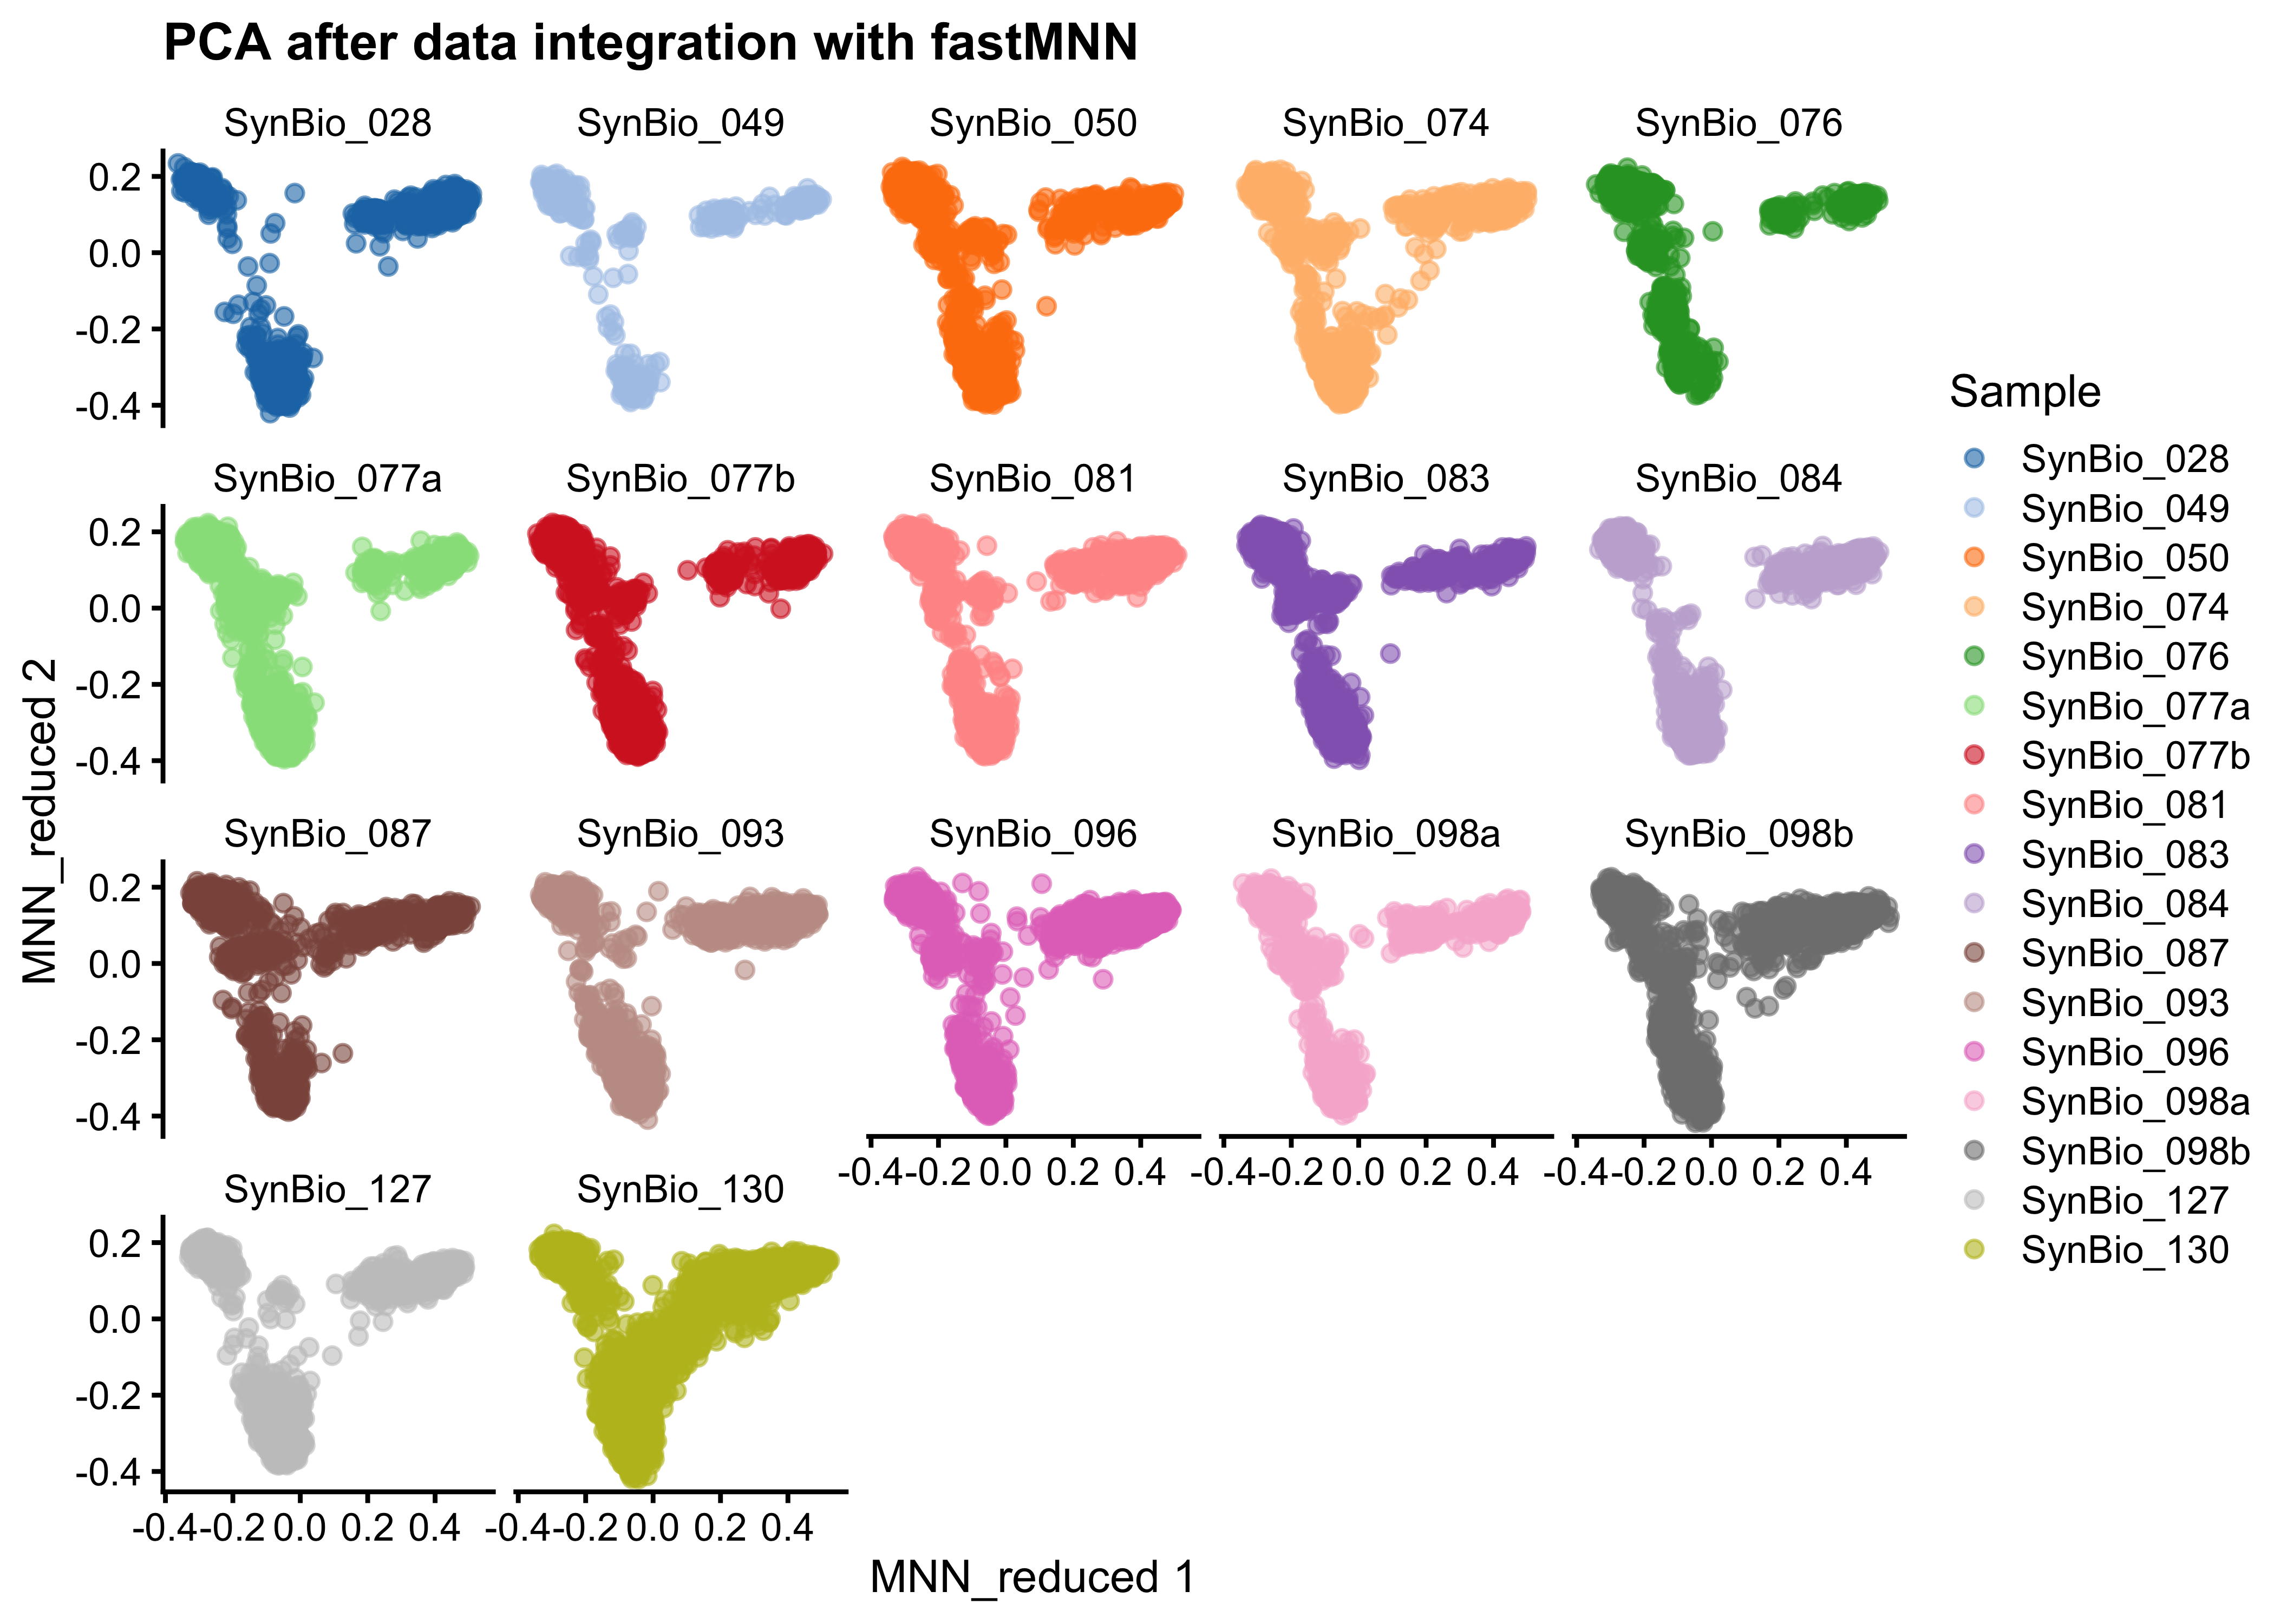 PCA after data integration with fastMNN
SynBio_028 SynBio_049 SynBio_050 SynBio_074 SynBio_076
0.2
0.0
-0.2
-0.4
SynBio_077a SynBio_077b SynBio_081 SynBio_083 SynBio_084
0.2
0.0
-0.2
-0.4
SynBio_087 SynBio_093 SynBio_096 SynBio_098a SynBio_098b
0.2
0.0
-0.2
-0.4
-0.4 -0.2 0.0 0.2 0.4 -0.4 -0.2 0.0 0.2 0.4 -0.4 -0.2 0.0 0.2 0.4
SynBio_127 SynBio_130
0.2
0.0
-0.2
-0.4
-0.4 -0.2 0.0 0.2 0.4 -0.4 -0.2 0.0 0.2 0.4
MNN_reduced 1
MNN_reduced 2
Sample
SynBio_028
SynBio_049
SynBio_050
SynBio_074
SynBio_076
SynBio_077a
SynBio_077b
SynBio_081
SynBio_083
SynBio_084
SynBio_087
SynBio_093
SynBio_096
SynBio_098a
SynBio_098b
SynBio_127
SynBio_130